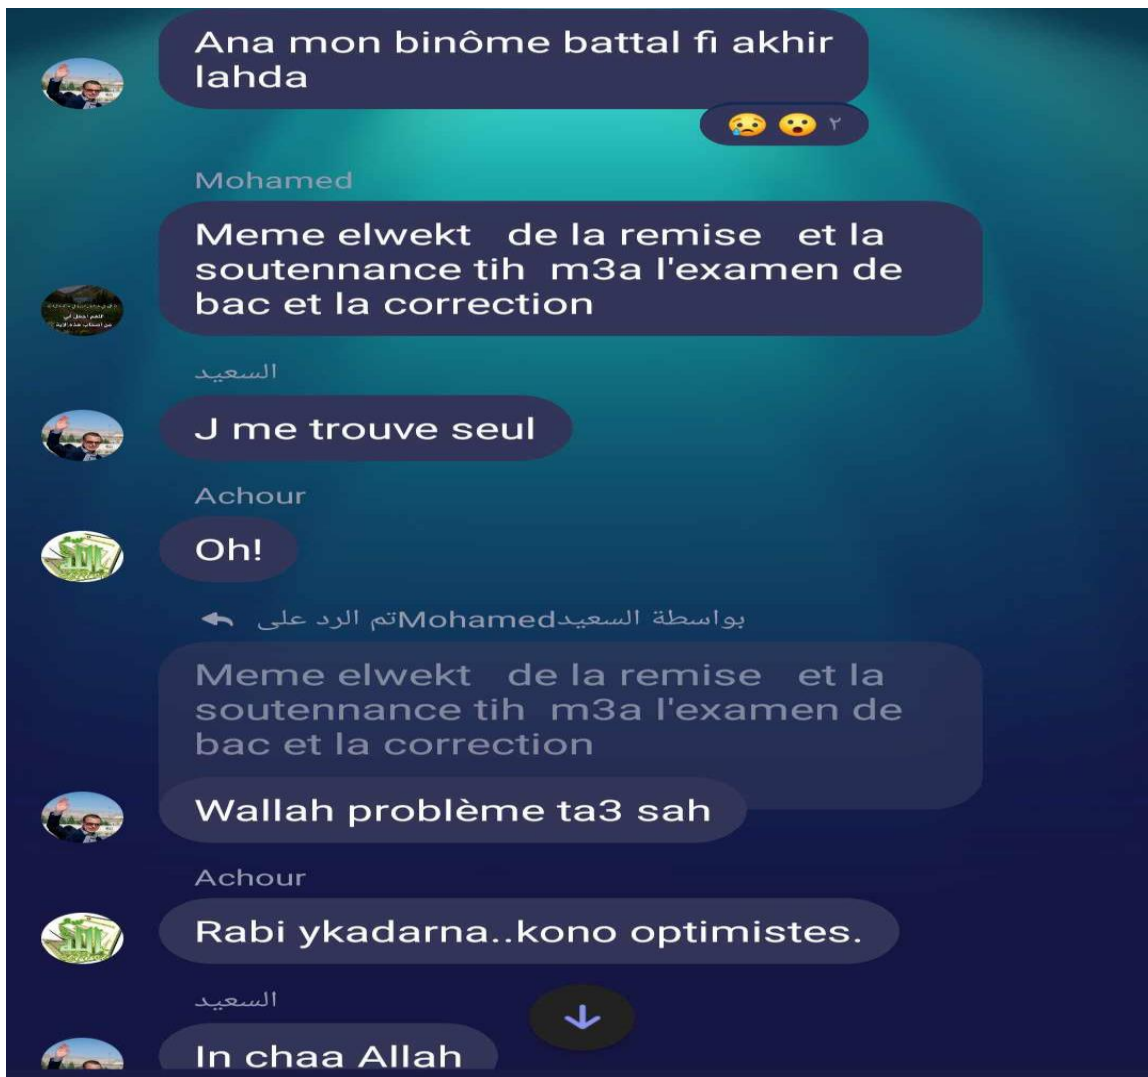 Ana mon binôme battal fi akhir
lahda
٢
Mohamed
Meme elwekt de la remise et la
soutennance tih m3a l'examen de
bac et la correction
السعيد
J me trouve seul
Achour
Oh!
تم الرد على Mohamed بواسطة السعيد
Meme elwekt de la remise et la
soutennance tih m3a l'examen de
bac et la correction
Wallah problème ta3 sah
Achour
Rabi ykadarna..kono optimistes.
السعيد
In chaa Allah